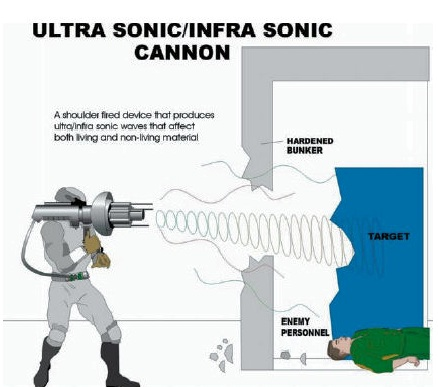 ULTRA SONIC/INFRA SONIC
CANNON
A shoulder fired device that produces
ultra/infra sonic waves that affect
both living and non-living material
HARDENED
BUNKER
TARGET
ENEMY
PERSONNEL